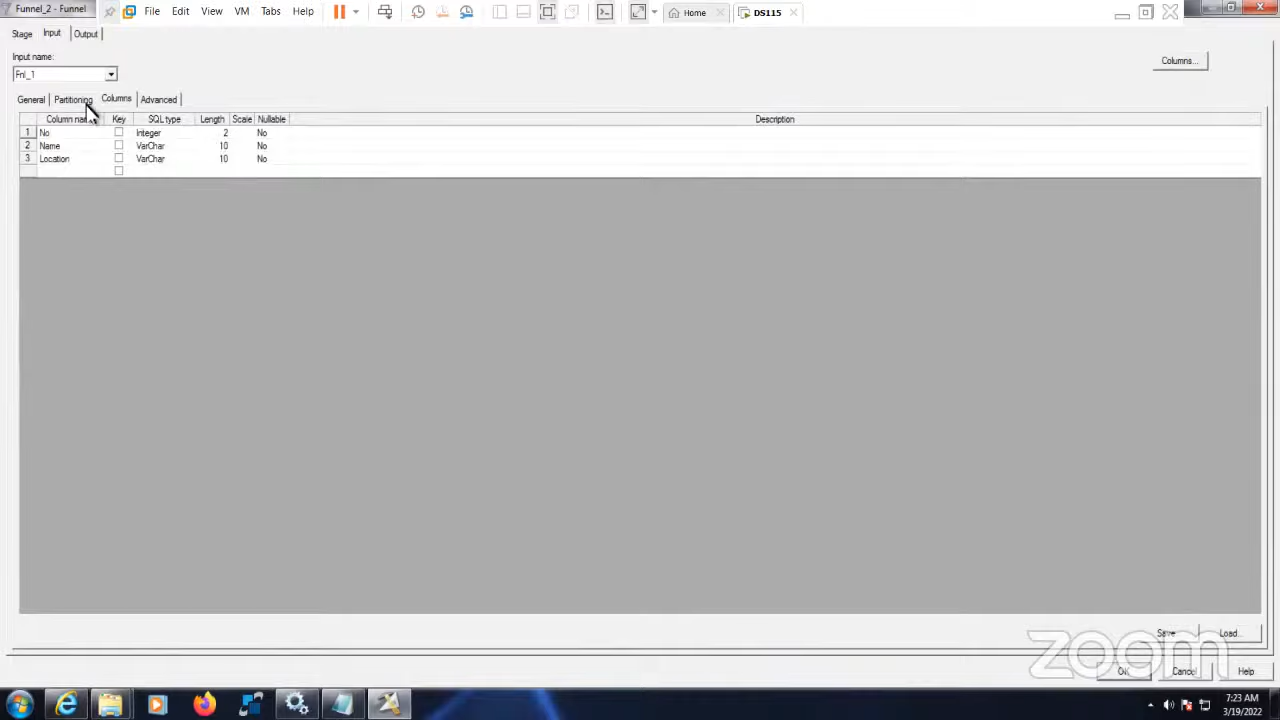 Funnel_2 - Funnel File Edit View VM Tabs Help Home DS115
Stage Input Output
Input name:
Columns...
Fnl_1
General Partitioning Columns Advanced
Key SQL type Length Scale Nullable Description
1 No Integer 2 No
2 Name VarChar 10 No
3 Location VarChar 10 No
Save... Load...
zoom
OK Cancel Help
7:23 AM
3/19/2022